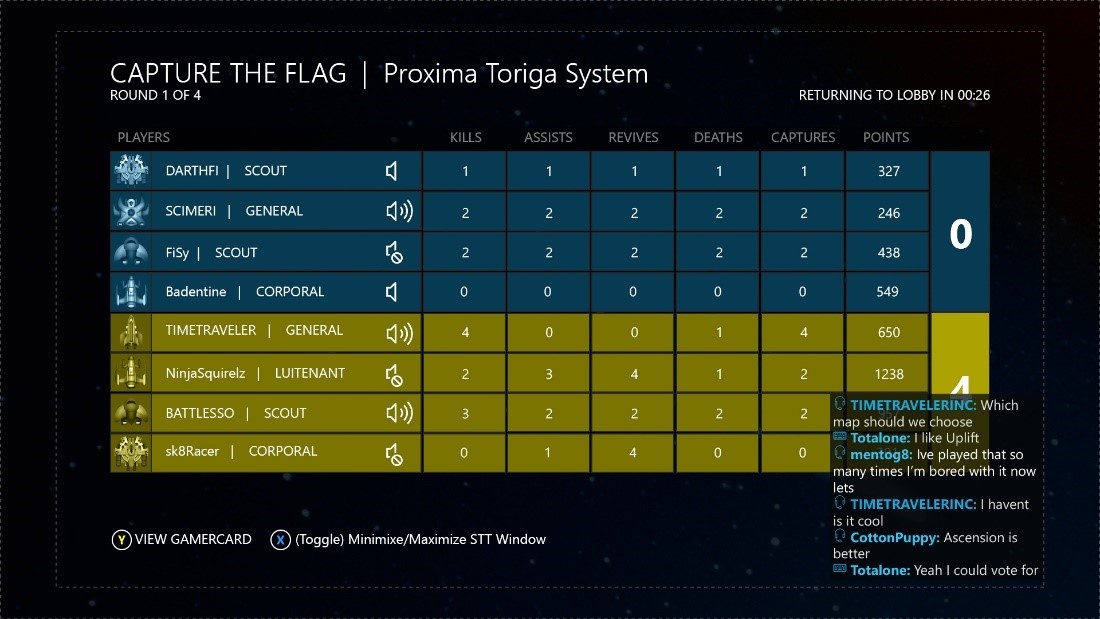 CAPTURE THE FLAG | Proxima Toriga System
ROUND 1 OF 4 RETURNING TO LOBBY IN 00:26
PLAYERS KILLS ASSISTS REVIVES DEATHS CAPTURES POINTS
DARTHFI | SCOUT 1 1 1 1 1 327
SCIMERI | GENERAL 2 2 2 2 2 246
0
FiSy | SCOUT 2 2 2 2 2 438
Badentine | CORPORAL 0 0 0 0 0 549
TIMETRAVELER | GENERAL 4 0 0 1 4 650
NinjaSquirelz | LUITENANT 2 3 4 1 2 1238
4
BATTLESSO | SCOUT 3 2 2 2 2
sk8Racer | CORPORAL 0 1 4 0 0
TIMETRAVELERINC: Which
map should we choose
Totalone: I like Uplift
mentog8: Ive played that so
many times I'm bored with it now
lets
TIMETRAVELERINC: I havent
is it cool
CottonPuppy: Ascension is
better
Totalone: Yeah I could vote for
Y VIEW GAMERCARD X (Toggle) Minimixe/Maximize STT Window